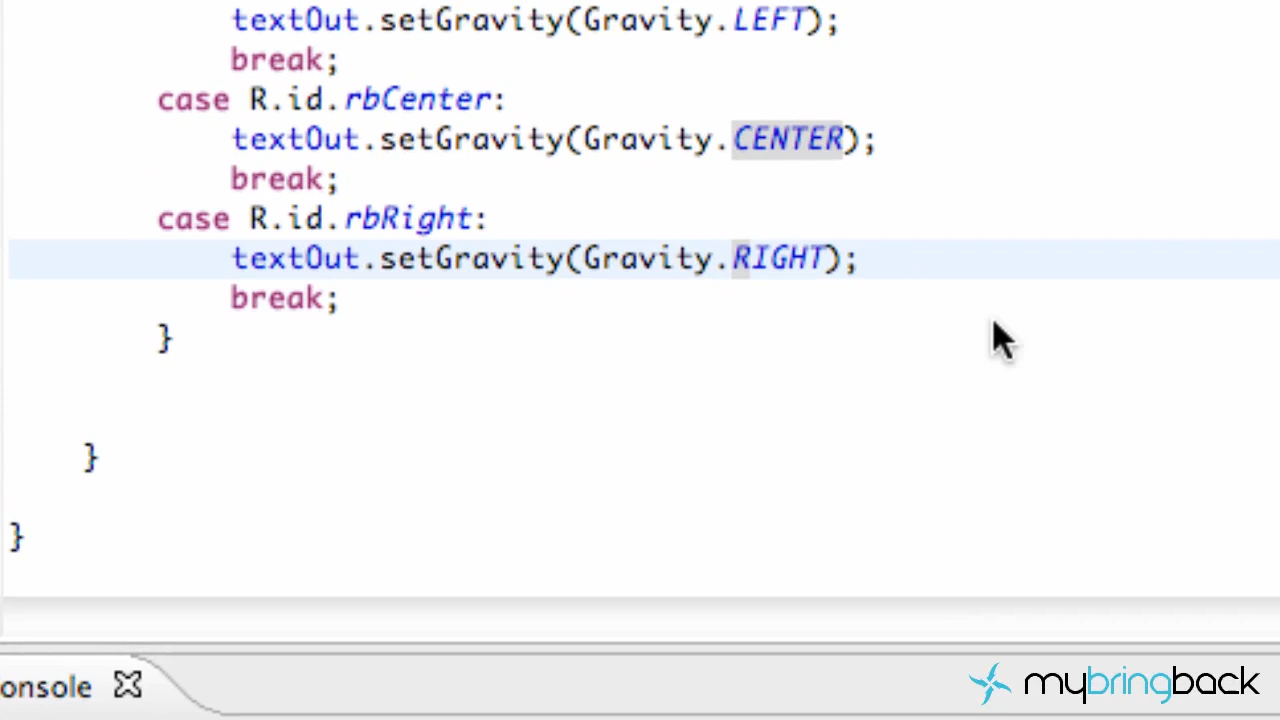 textOut.setGravity(Gravity.LEFT);
break;
case R.id.rbCenter:
textOut.setGravity(Gravity.CENTER);
break;
case R.id.rbRight:
textOut.setGravity(Gravity.RIGHT);
break;
}
}
}
onsole
mybringback